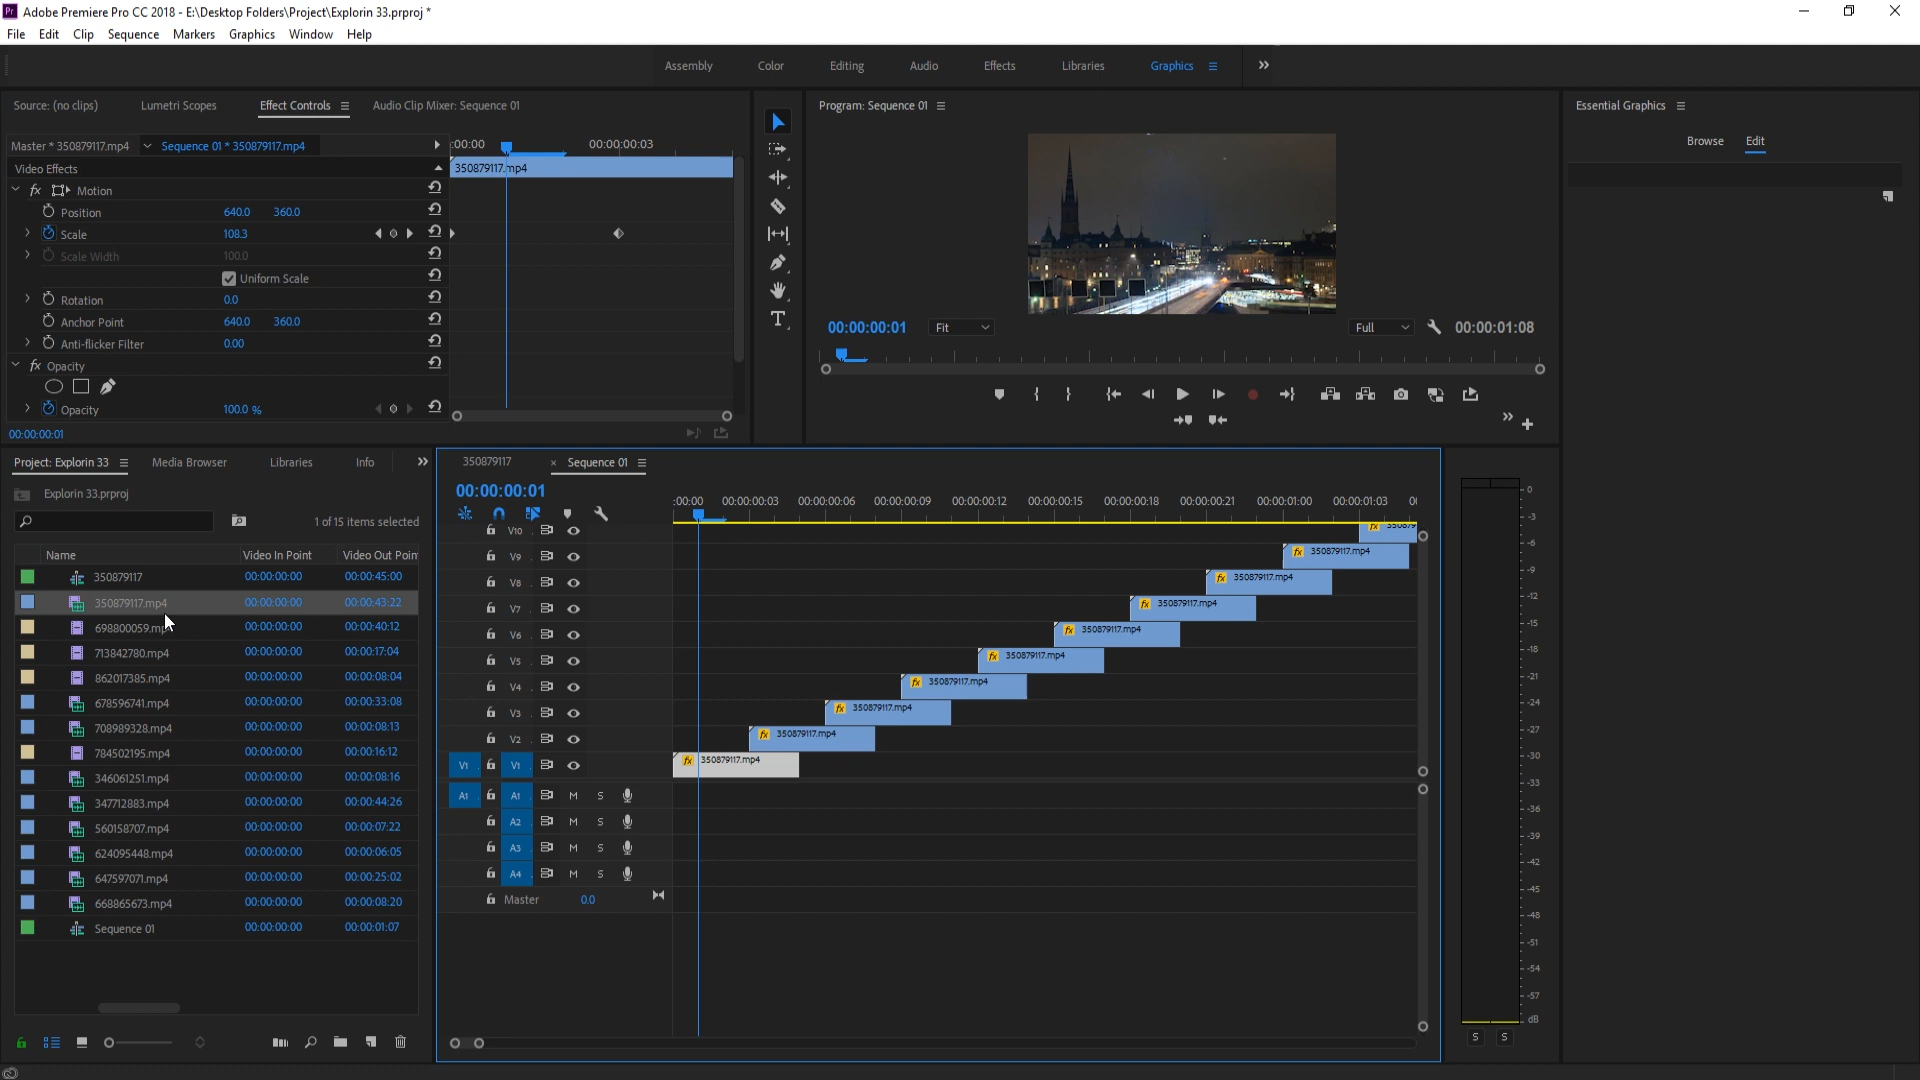 Pr Adobe Premiere Pro CC 2018 - E:\Desktop Folders\Project\Explorin 33.prproj *
File Edit Clip Sequence Markers Graphics Window Help
Assembly Color Editing Audio Effects Libraries Graphics
Source: (no clips) Lumetri Scopes Effect Controls Audio Clip Mixer: Sequence 01
Program: Sequence 01
Essential Graphics
Browse Edit
Master * 350879117.mp4 Sequence 01 * 350879117.mp4 :00:00 00:00:00:03
Video Effects 350879117.mp4
fx Motion
Position 640.0 360.0
Scale 108.3
Scale Width 100.0
Uniform Scale
Rotation 0.0
Anchor Point 640.0 360.0
Anti-flicker Filter 0.00
fx Opacity
Opacity 100.0 %
00:00:00:01
00:00:00:01 Fit Full 00:00:01:08
Project: Explorin 33 Media Browser Libraries Info
Explorin 33.prproj
1 of 15 items selected
Name Video In Point Video Out Poin
350879117 00:00:00:00 00:00:45:00
350879117.mp4 00:00:00:00 00:00:43:22
698800059.mp4 00:00:00:00 00:00:40:12
713842780.mp4 00:00:00:00 00:00:17:04
862017385.mp4 00:00:00:00 00:00:08:04
678596741.mp4 00:00:00:00 00:00:33:08
708989328.mp4 00:00:00:00 00:00:08:13
784502195.mp4 00:00:00:00 00:00:16:12
346061251.mp4 00:00:00:00 00:00:08:16
347712883.mp4 00:00:00:00 00:00:44:26
560158707.mp4 00:00:00:00 00:00:07:22
624095448.mp4 00:00:00:00 00:00:06:05
647597071.mp4 00:00:00:00 00:00:25:02
668865673.mp4 00:00:00:00 00:00:08:20
Sequence 01 00:00:00:00 00:00:01:07
350879117 × Sequence 01
00:00:00:01
:00:00 00:00:00:03 00:00:00:06 00:00:00:09 00:00:00:12 00:00:00:15 00:00:00:18 00:00:00:21 00:00:01:00 00:00:01:03 0
V10 fx 350879
V9 fx 350879117.mp4
V8 fx 350879117.mp4
V7 fx 350879117.mp4
V6 fx 350879117.mp4
V5 fx 350879117.mp4
V4 fx 350879117.mp4
V3 fx 350879117.mp4
V2 fx 350879117.mp4
V1 V1 fx 350879117.mp4
A1 A1 M S
A2 M S
A3 M S
A4 M S
Master 0.0
0
-3
-6
-9
-12
-15
-18
-21
-24
-27
-30
-33
-36
-39
-42
-45
-48
-51
-54
-57
dB
S S